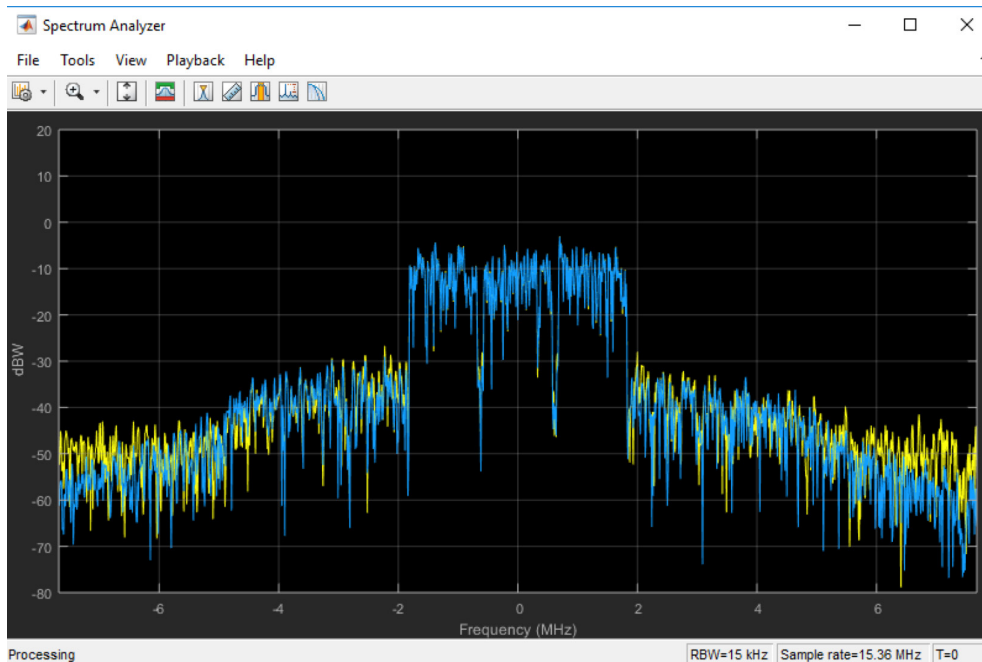 Spectrum Analyzer
File Tools View Playback Help
20
10
0
-10
-20
-30
-40
-50
-60
-70
-80
dBW
-6 -4 -2 0 2 4 6
Frequency (MHz)
Processing RBW=15 kHz Sample rate=15.36 MHz T=0